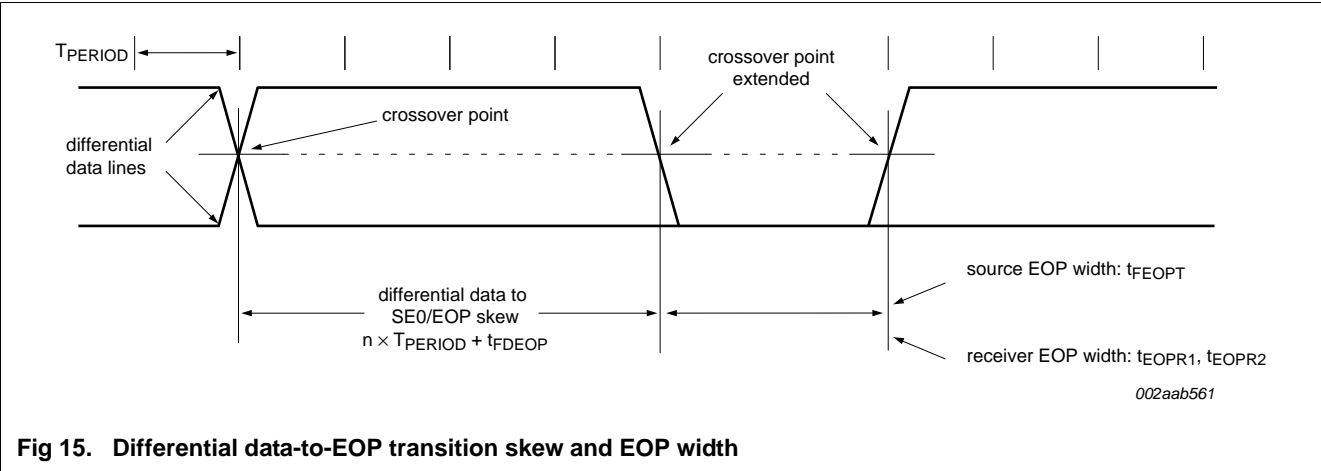 TPERIOD
crossover point
extended
crossover point
differential
data lines
differential data to
SE0/EOP skew
n × TPERIOD + tFDEOP
source EOP width: tFEOPT
receiver EOP width: tEOPR1, tEOPR2
002aab561
Fig 15. Differential data-to-EOP transition skew and EOP width